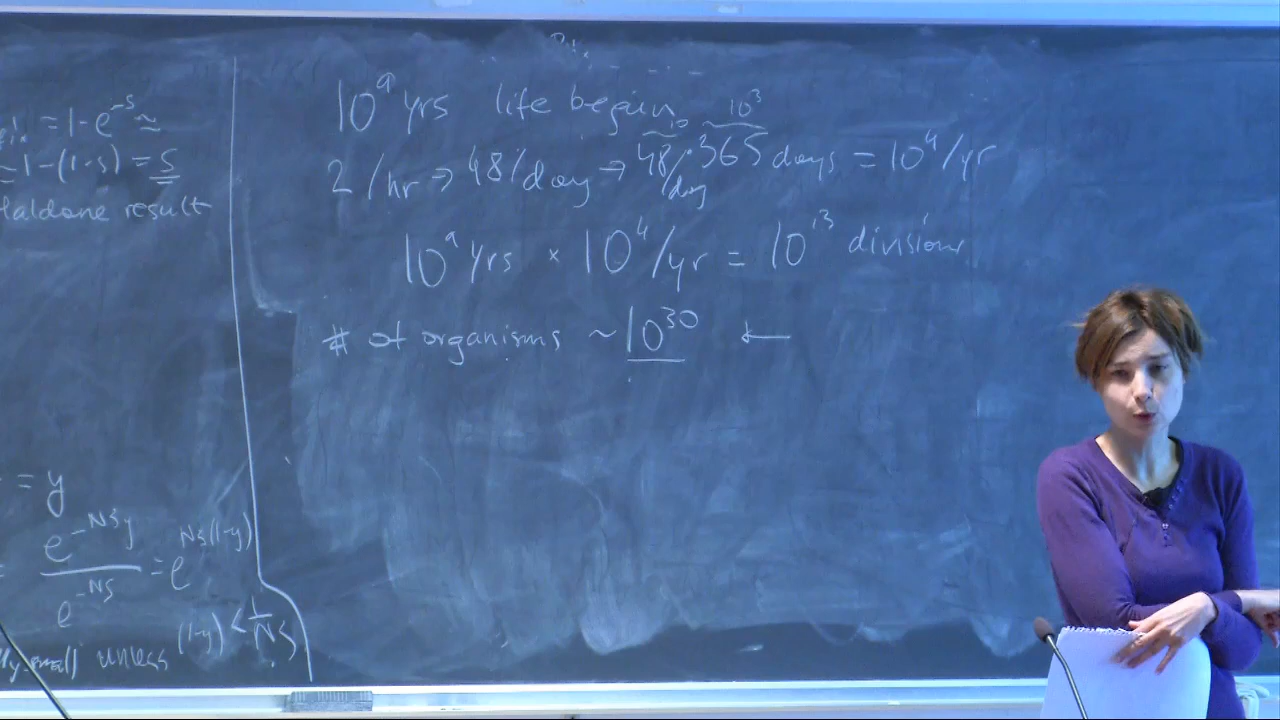 = 1 - e^{-s} ≈
≈ 1-(1-s) = s
Haldane result
= y
e^{-Nsy} / e^{-Ns} = e^{Ns(1-y)}
small unless (1-y) < 1/Ns
10^9 yrs life begin
10^3
2 /hr → 48/day → 48/day · 365 days = 10^4/yr
10^9 yrs × 10^4/yr = 10^13 divisions
# of organisms ~ 10^30 ←